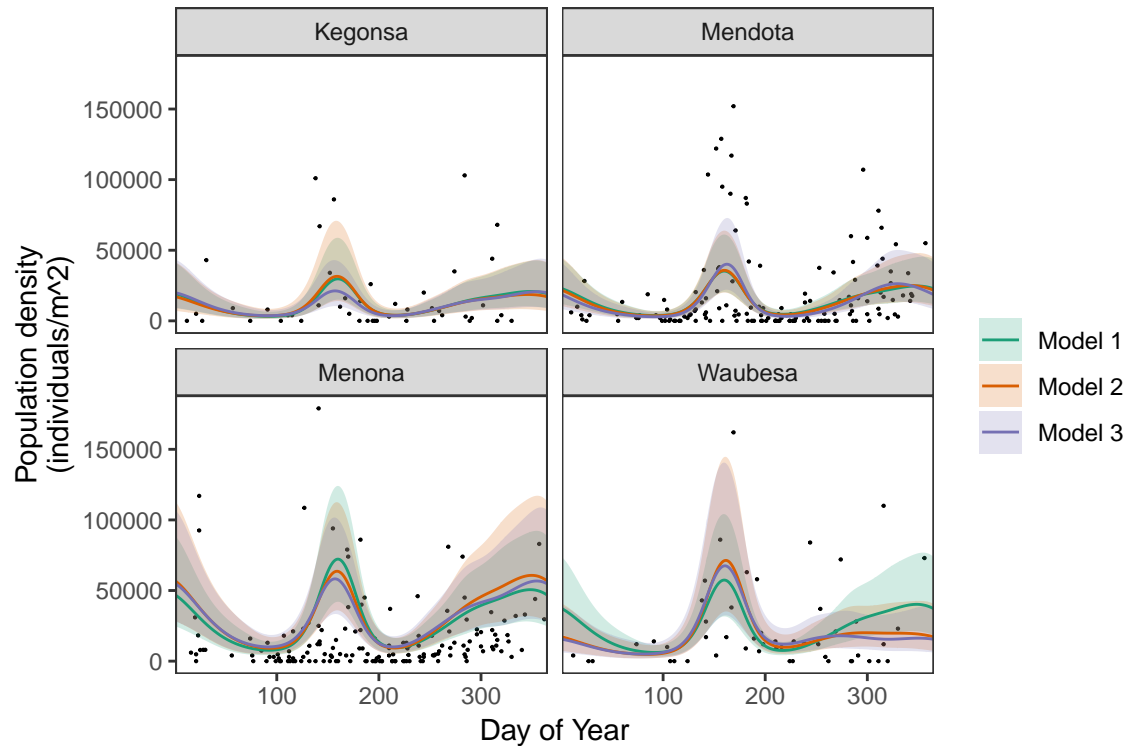 Kegonsa
Mendota
150000
100000
50000
0
Menona
Waubesa
150000
100000
50000
0
100
200
300
100
200
300
Day of Year
Population density
(individuals/m^2)
Model 1
Model 2
Model 3